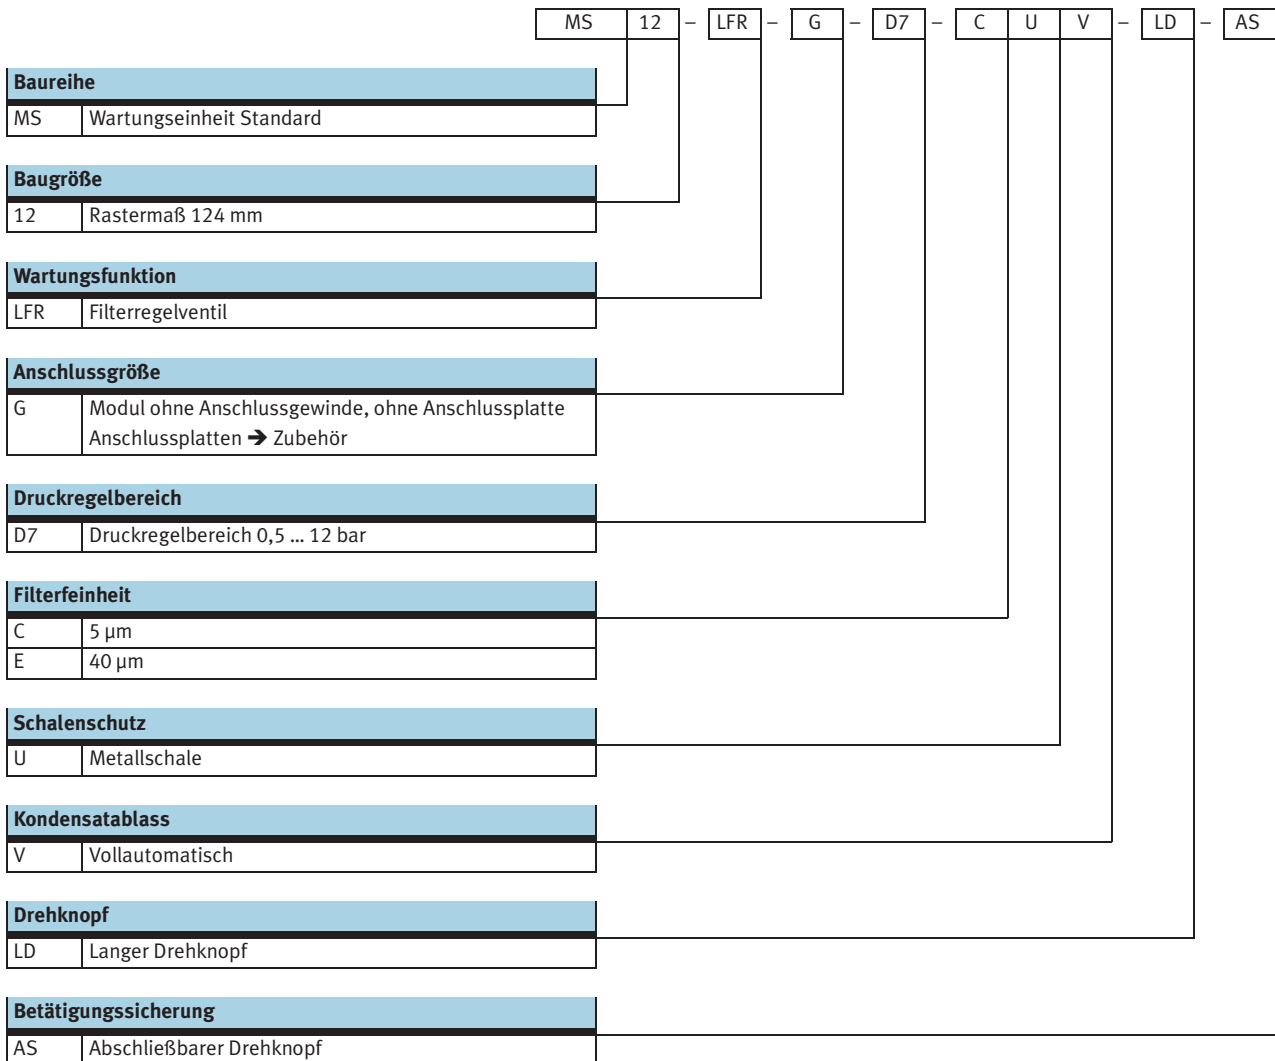 MS 12 – LFR – G – D7 – C U V – LD – AS
Baureihe
MS Wartungseinheit Standard
Baugröße
12 Rastermaß 124 mm
Wartungsfunktion
LFR Filterregelventil
Anschlussgröße
G Modul ohne Anschlussgewinde, ohne Anschlussplatte
Anschlussplatten ➔ Zubehör
Druckregelbereich
D7 Druckregelbereich 0,5 … 12 bar
Filterfeinheit
C 5 µm
E 40 µm
Schalenschutz
U Metallschale
Kondensatablass
V Vollautomatisch
Drehknopf
LD Langer Drehknopf
Betätigungssicherung
AS Abschließbarer Drehknopf